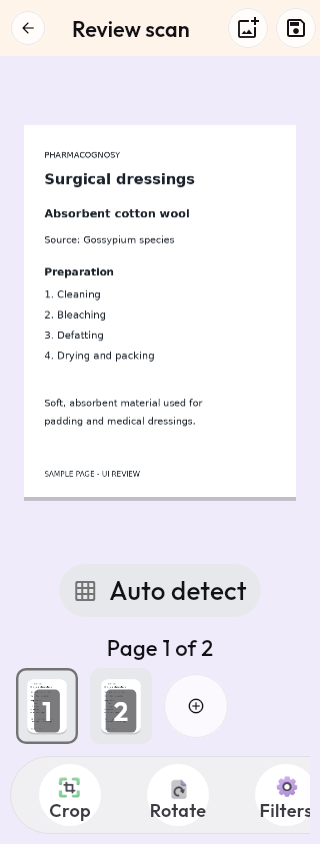 Review scan
PHARMACOGNOSY
Surgical dressings
Absorbent cotton wool
Source: Gossypium species
Preparation
1. Cleaning
2. Bleaching
3. Defatting
4. Drying and packing
Soft, absorbent material used for
padding and medical dressings.
SAMPLE PAGE - UI REVIEW
Auto detect
Page 1 of 2
1
2
Crop
Rotate
Filters